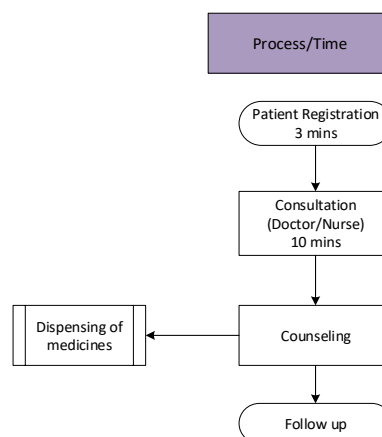 Process/Time
Patient Registration
3 mins
Consultation
(Doctor/Nurse)
10 mins
Dispensing of
medicines
Counseling
Follow up